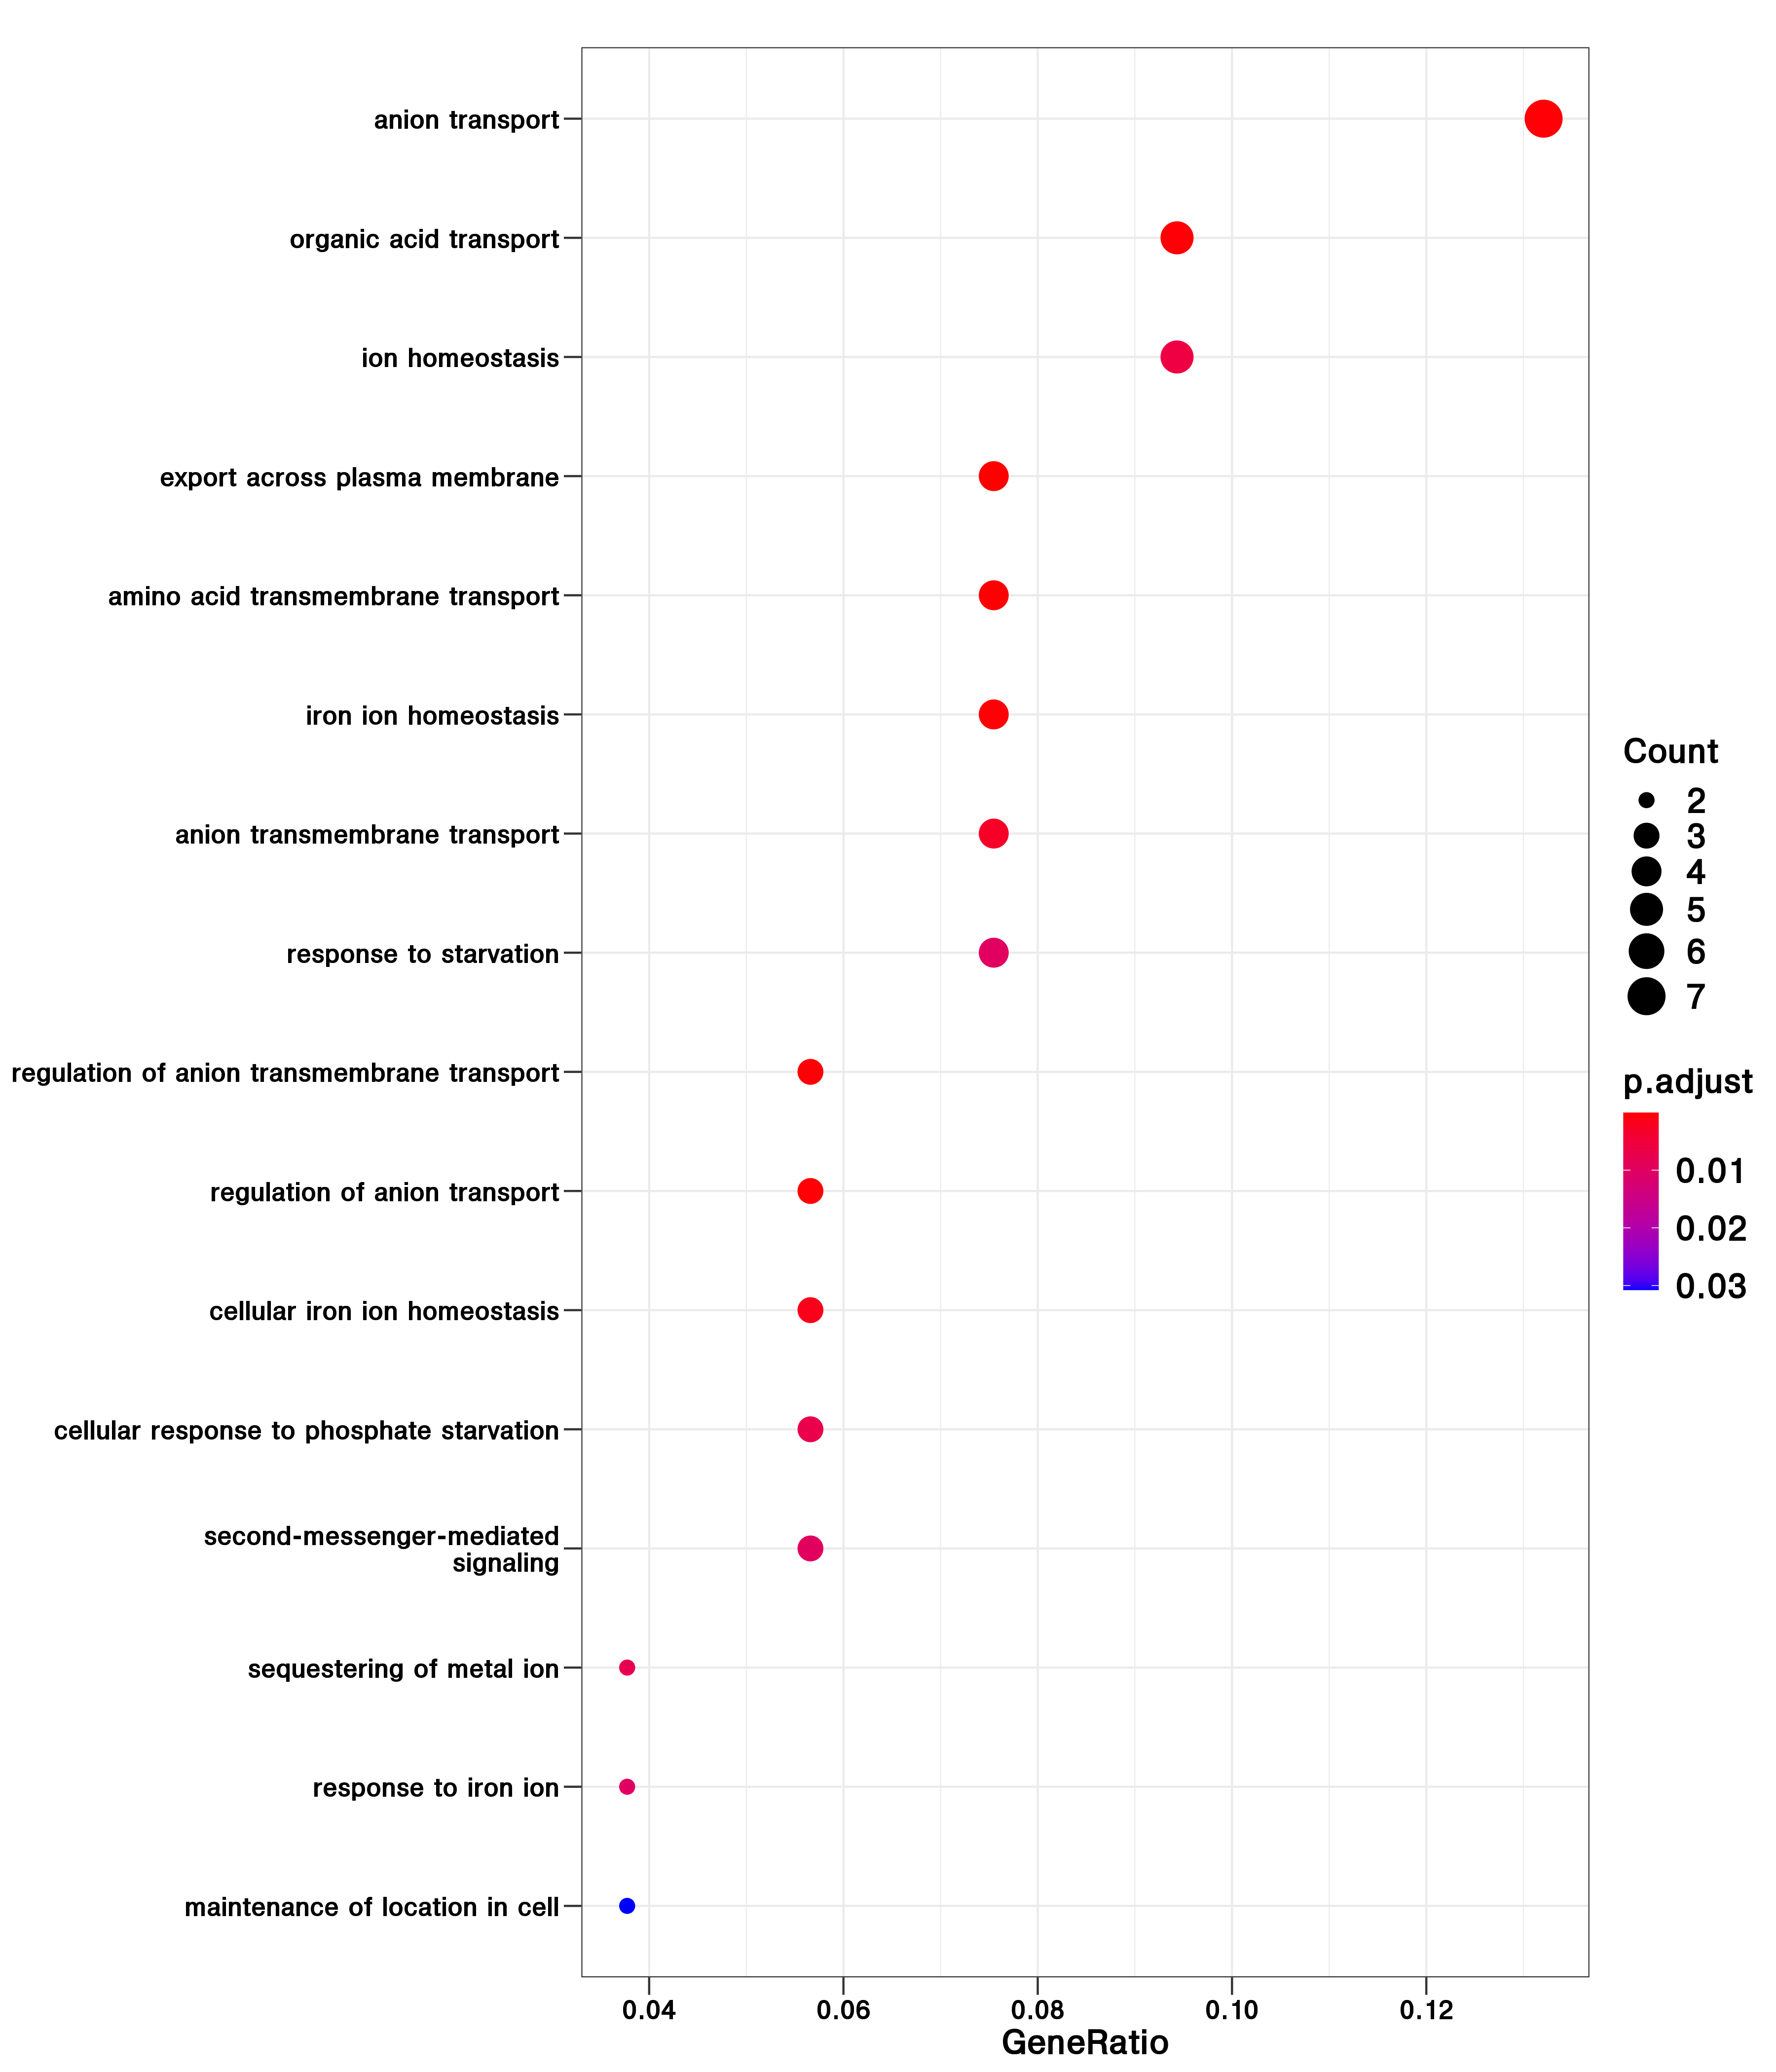 anion transport
organic acid transport
ion homeostasis
export across plasma membrane
amino acid transmembrane transport
iron ion homeostasis
anion transmembrane transport
response to starvation
regulation of anion transmembrane transport
regulation of anion transport
cellular iron ion homeostasis
cellular response to phosphate starvation
second-messenger-mediated
signaling
sequestering of metal ion
response to iron ion
maintenance of location in cell
0.04 0.06 0.08 0.10 0.12
GeneRatio
Count
2
3
4
5
6
7
p.adjust
0.01
0.02
0.03